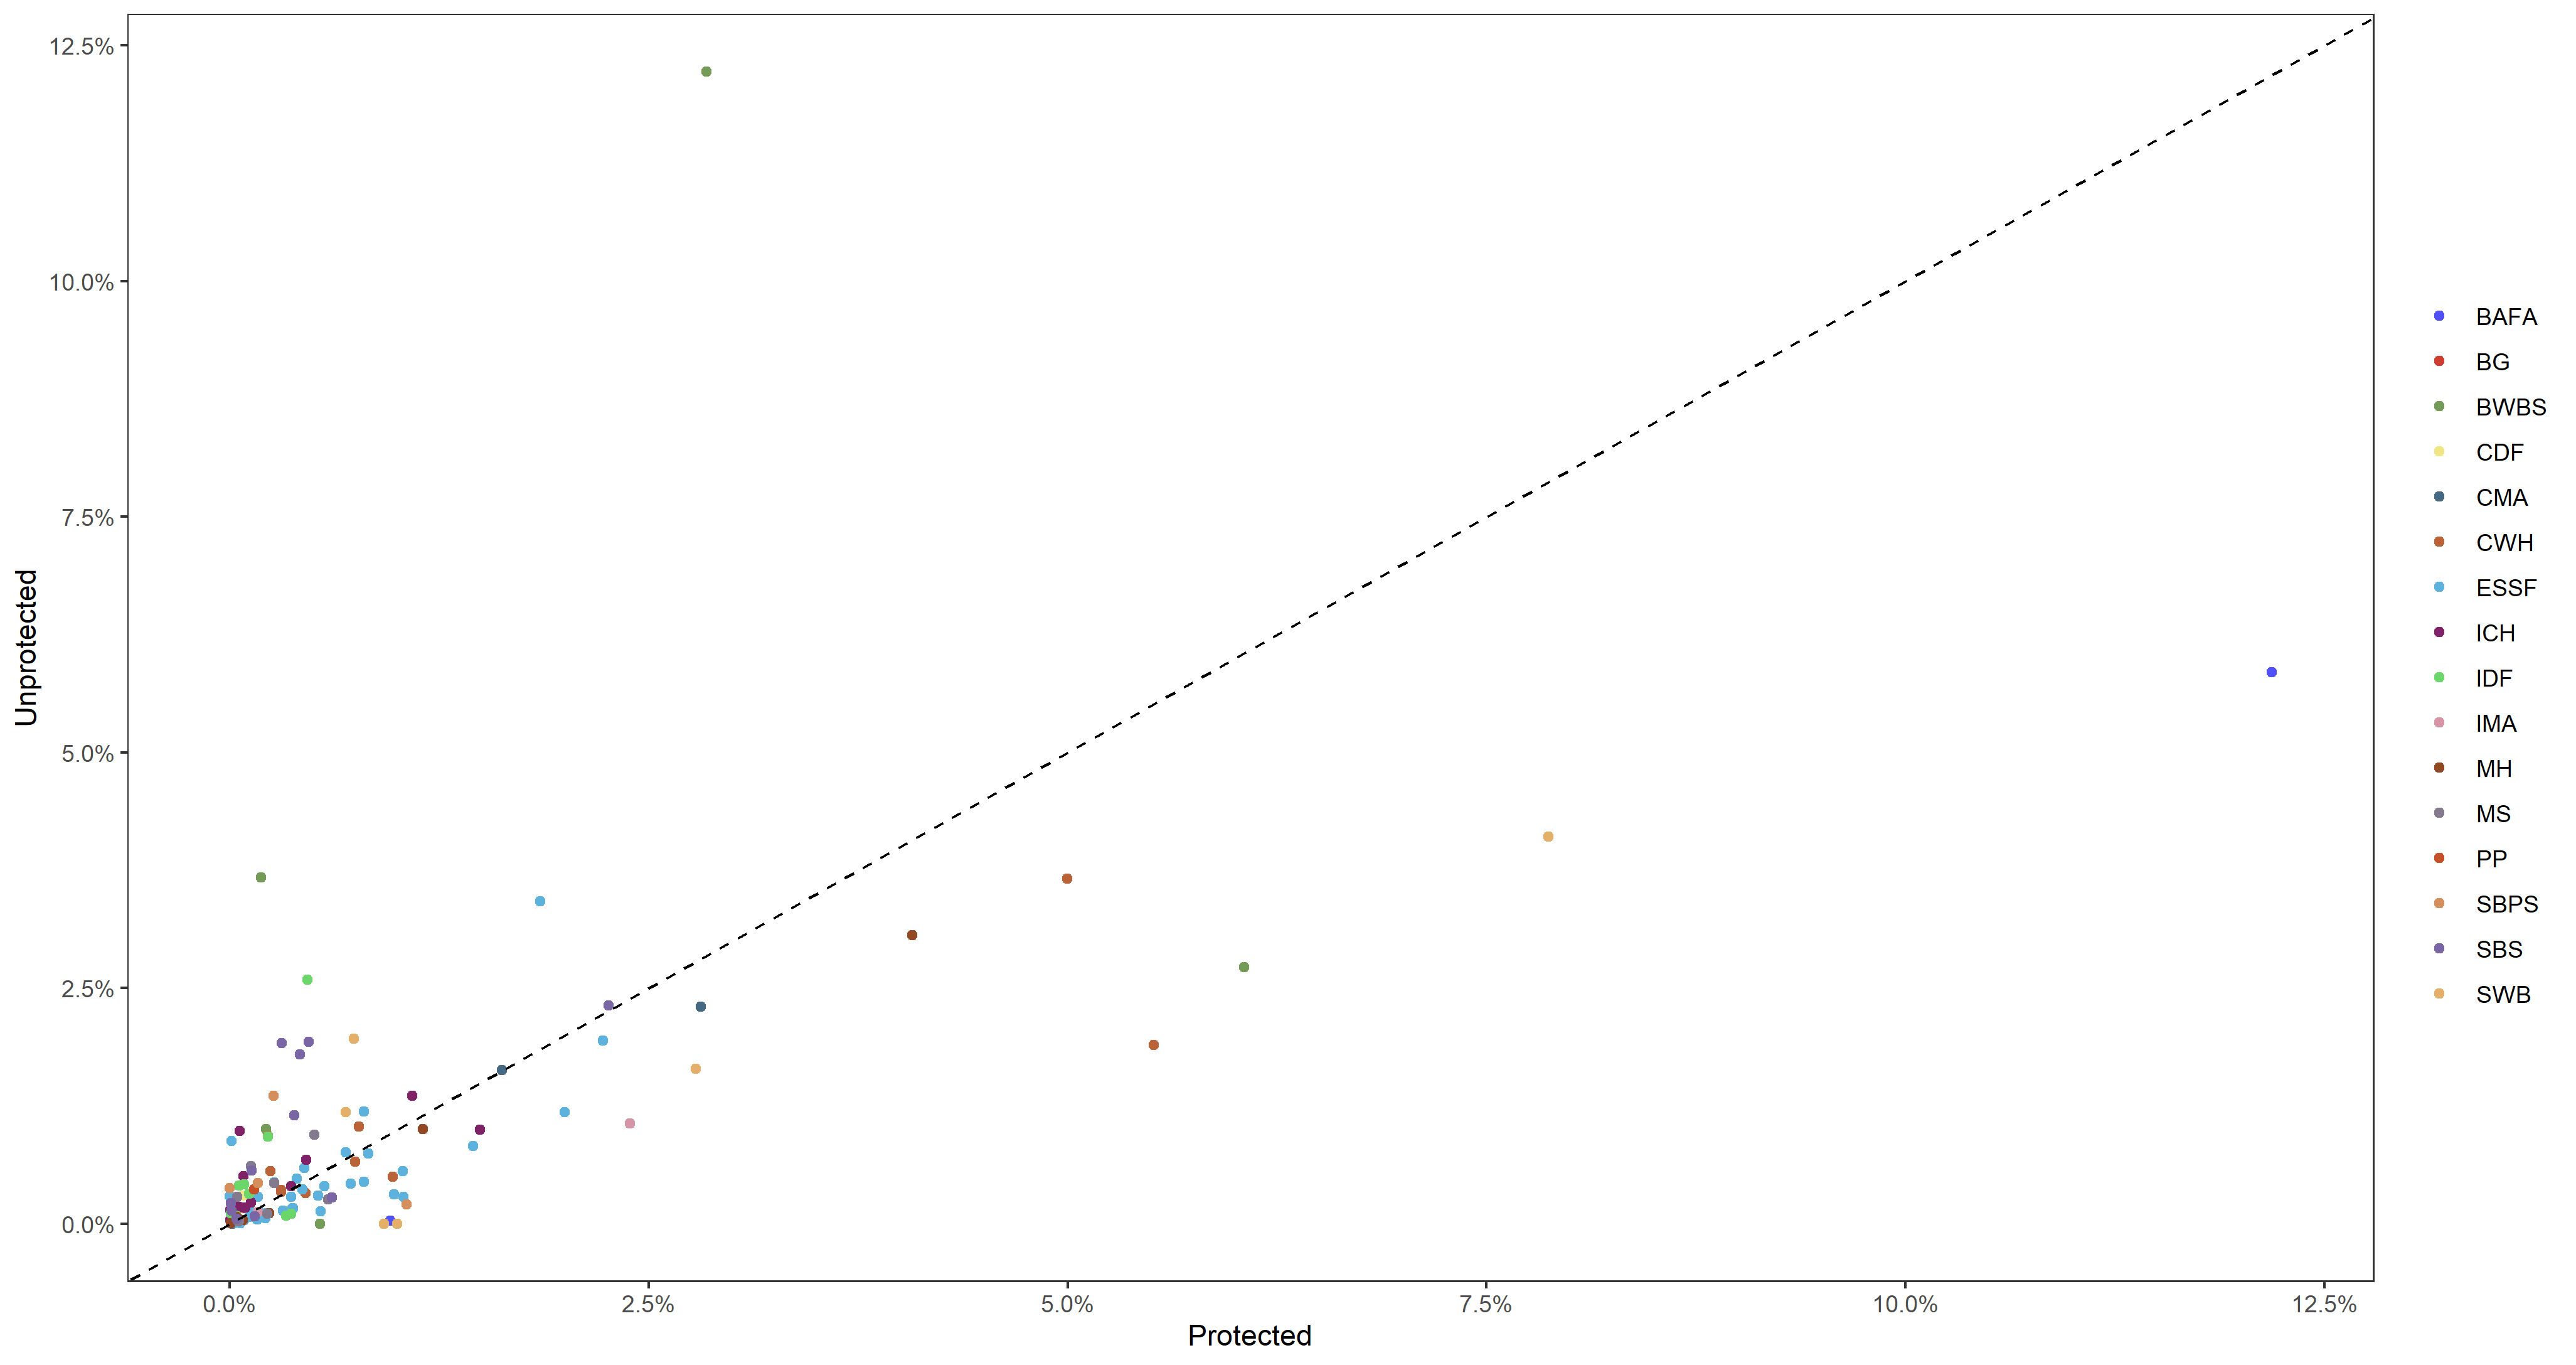 12.5%
10.0%
7.5%
5.0%
2.5%
0.0%
Unprotected
0.0%
2.5%
5.0%
7.5%
10.0%
12.5%
Protected
BAFA
BG
BWBS
CDF
CMA
CWH
ESSF
ICH
IDF
IMA
MH
MS
PP
SBPS
SBS
SWB